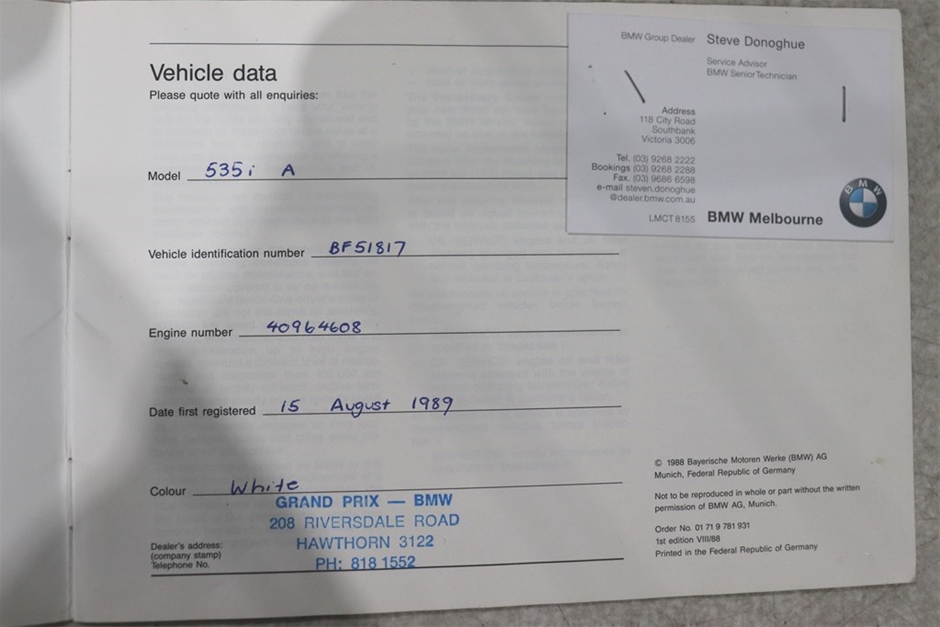 Vehicle data
Please quote with all enquiries:
Model 535i A
Vehicle identification number BF51817
Engine number 40964608
Date first registered 15 August 1989
Colour White
Dealer's address:
(company stamp)
Telephone No.
GRAND PRIX — BMW
208 RIVERSDALE ROAD
HAWTHORN 3122
PH: 818 1552
BMW Group Dealer Steve Donoghue
Service Advisor
BMW Senior Technician
Address
118 City Road
Southbank
Victoria 3006
Tel. (03) 9268 2222
Bookings (03) 9268 2288
Fax. (03) 9686 6598
e-mail steven.donoghue
@dealer.bmw.com.au
LMCT 8155 BMW Melbourne
BMW
© 1988 Bayerische Motoren Werke (BMW) AG
Munich, Federal Republic of Germany
Not to be reproduced in whole or part without the written
permission of BMW AG, Munich.
Order No. 01 71 9 781 931
1st edition VIII/88
Printed in the Federal Republic of Germany